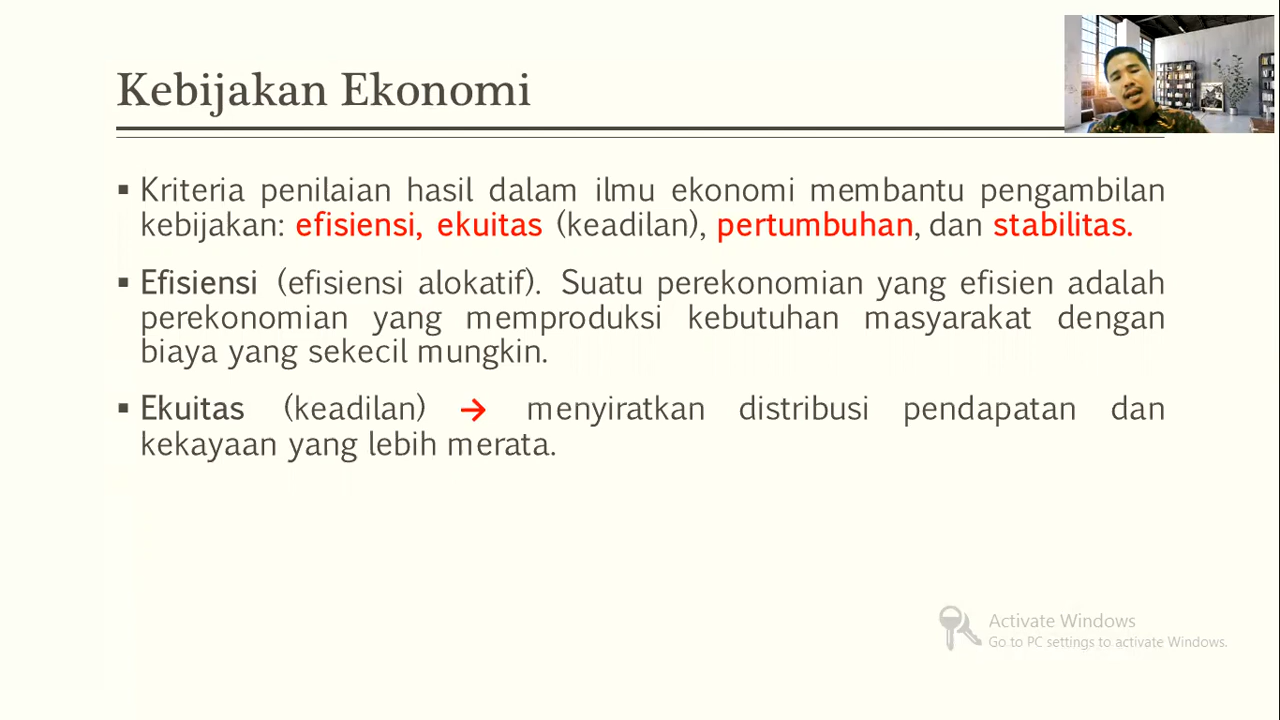 Kebijakan Ekonomi
▪ Kriteria penilaian hasil dalam ilmu ekonomi membantu pengambilan
kebijakan: efisiensi, ekuitas (keadilan), pertumbuhan, dan stabilitas.
▪ Efisiensi (efisiensi alokatif). Suatu perekonomian yang efisien adalah
perekonomian yang memproduksi kebutuhan masyarakat dengan
biaya yang sekecil mungkin.
▪ Ekuitas (keadilan) → menyiratkan distribusi pendapatan dan
kekayaan yang lebih merata.
Activate Windows
Go to PC settings to activate Windows.